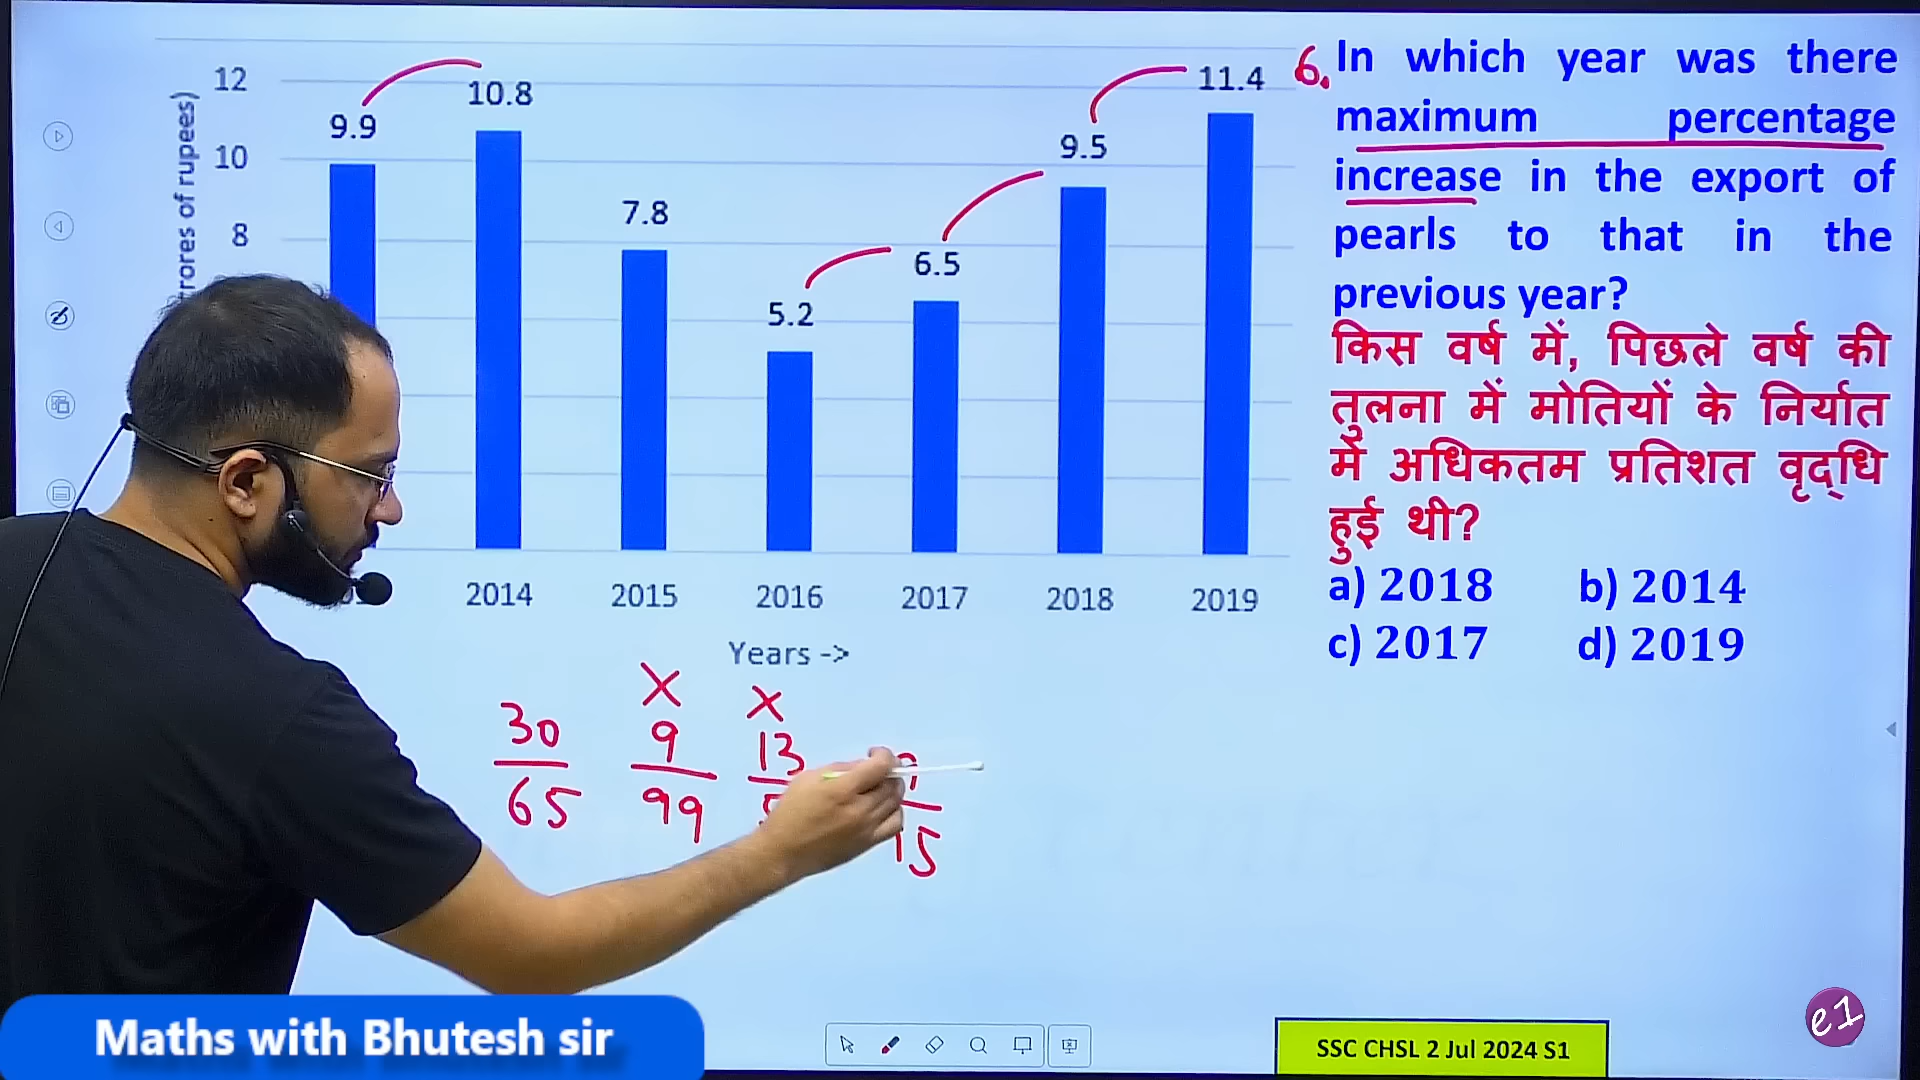 12
10
8
rores of rupees)
9.9
10.8
7.8
5.2
6.5
9.5
11.4
2014 2015 2016 2017 2018 2019
Years ->
6. In which year was there
maximum percentage
increase in the export of
pearls to that in the
previous year?
किस वर्ष में, पिछले वर्ष की
तुलना में मोतियों के निर्यात
में अधिकतम प्रतिशत वृद्धि
हुई थी?
a) 2018 b) 2014
c) 2017 d) 2019
X X
30 9 13
65 99
Maths with Bhutesh sir
SSC CHSL 2 Jul 2024 S1
e1